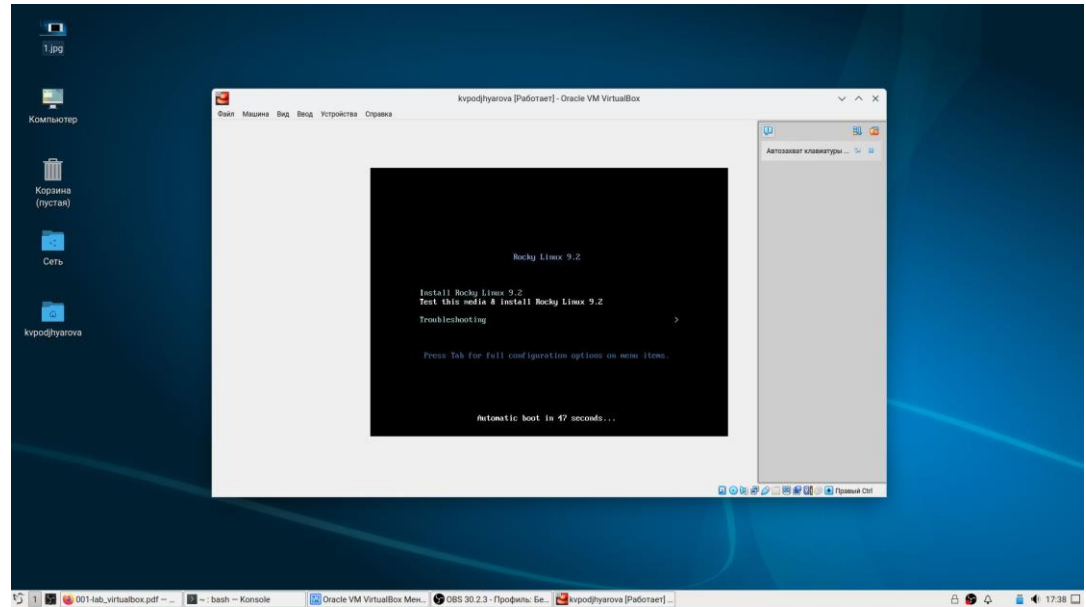 1.jpg
Компьютер
Корзина
(пустая)
Сеть
kvpodjhyarova
kvpodjhyarova [Работает] - Oracle VM VirtualBox
Файл Машина Вид Ввод Устройства Справка
Автозахват клавиатуры ...
Rocky Linux 9.2
Install Rocky Linux 9.2
Test this media & install Rocky Linux 9.2
Troubleshooting >
Press Tab for full configuration options on menu items.
Automatic boot in 47 seconds...
Правый Ctrl
1 001-lab_virtualbox.pdf — ... ~ : bash — Konsole Oracle VM VirtualBox Мен... OBS 30.2.3 - Профиль: Бе... kvpodjhyarova [Работает] ... 17:38